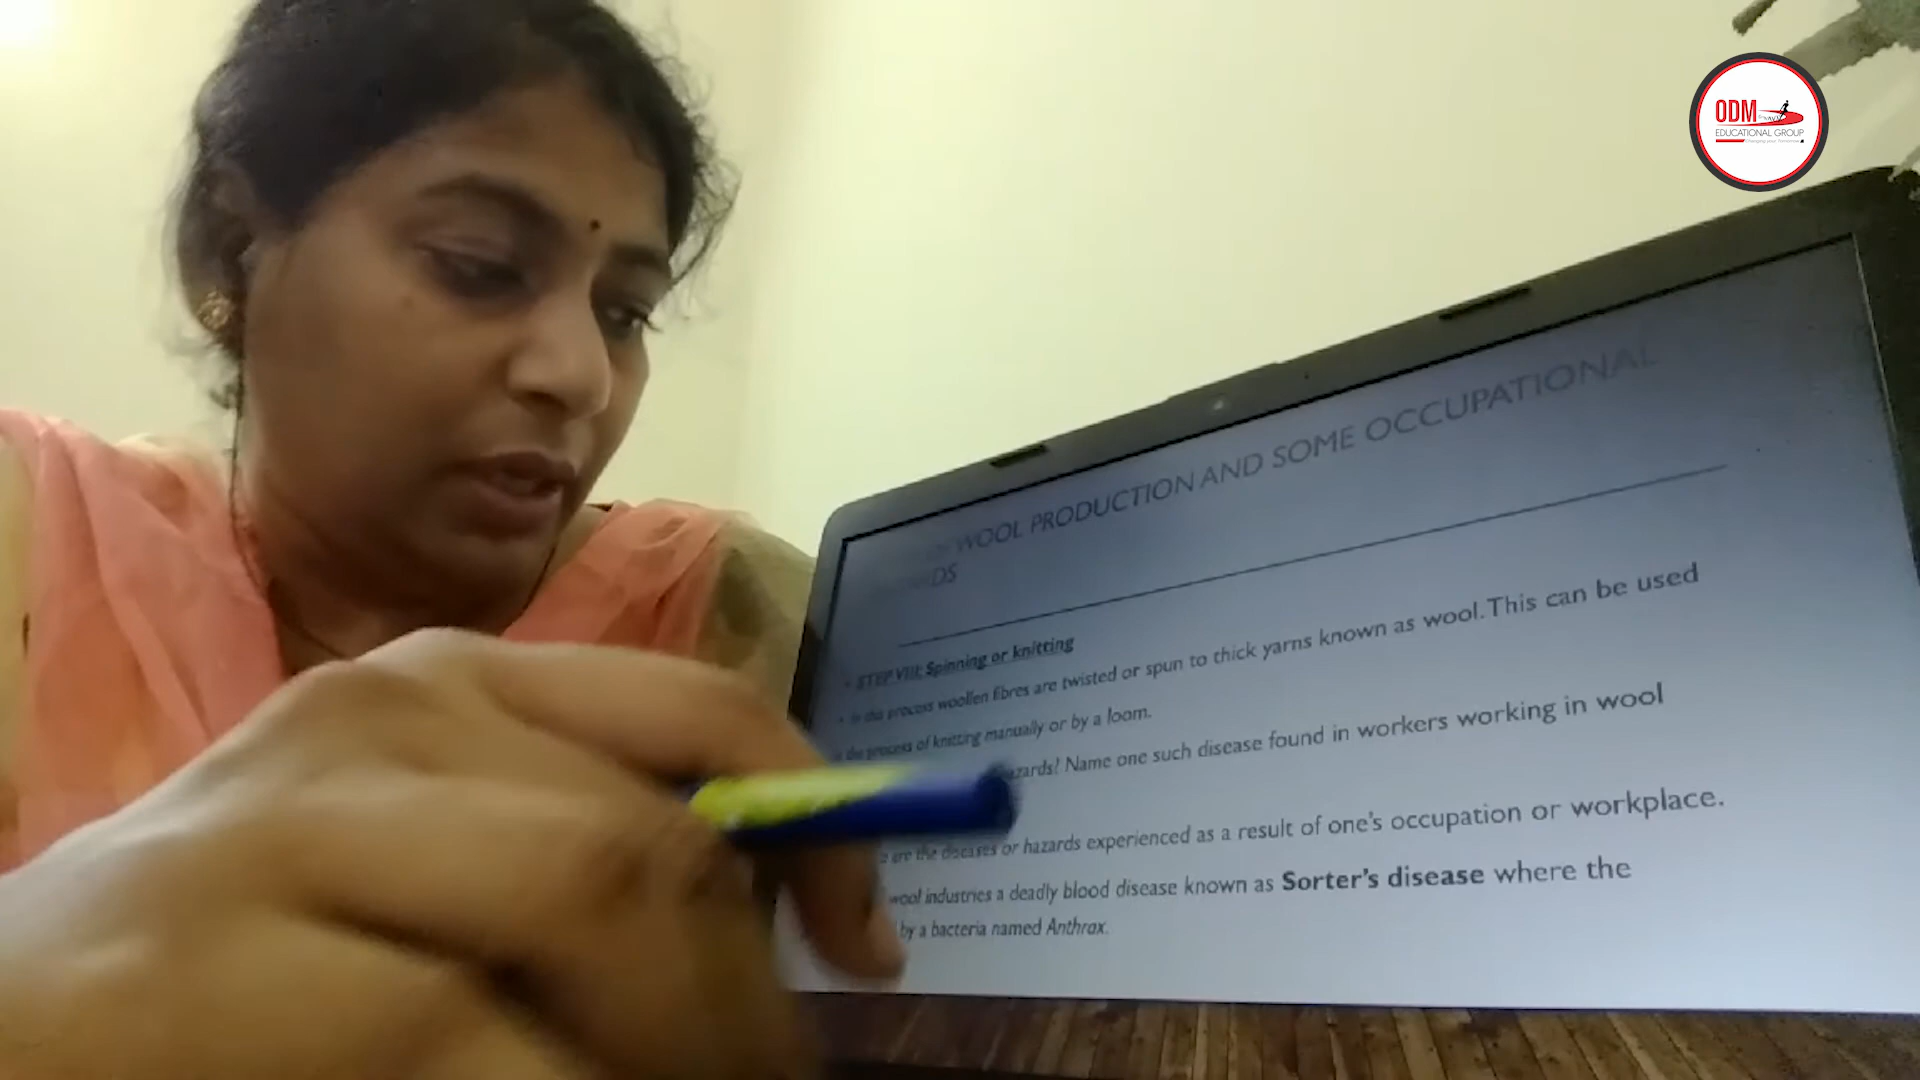 ODM
EDUCATIONAL GROUP
WOOL PRODUCTION AND SOME OCCUPATIONAL
• STEP VIII: Spinning or knitting
• In this process woollen fibres are twisted or spun to thick yarns known as wool. This can be used
the process of knitting manually or by a loom.
Name one such disease found in workers working in wool
are the diseases or hazards experienced as a result of one's occupation or workplace.
wool industries a deadly blood disease known as Sorter's disease where the
by a bacteria named Anthrax.